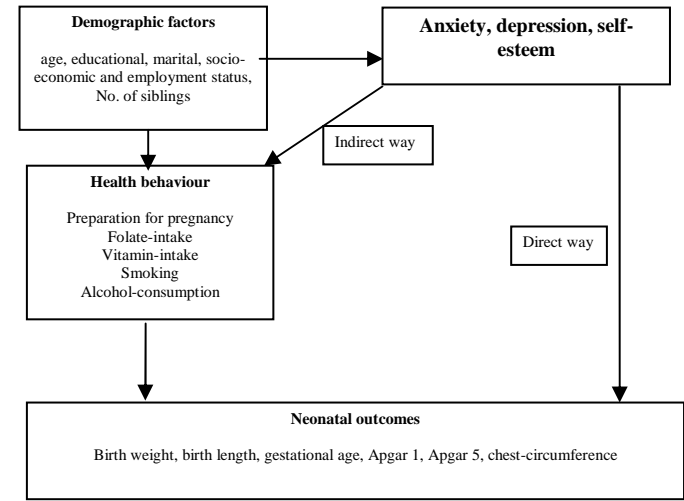 Demographic factors
age, educational, marital, socio-
economic and employment status,
No. of siblings
Anxiety, depression, self-
esteem
Indirect way
Health behaviour
Preparation for pregnancy
Folate-intake
Vitamin-intake
Smoking
Alcohol-consumption
Direct way
Neonatal outcomes
Birth weight, birth length, gestational age, Apgar 1, Apgar 5, chest-circumference